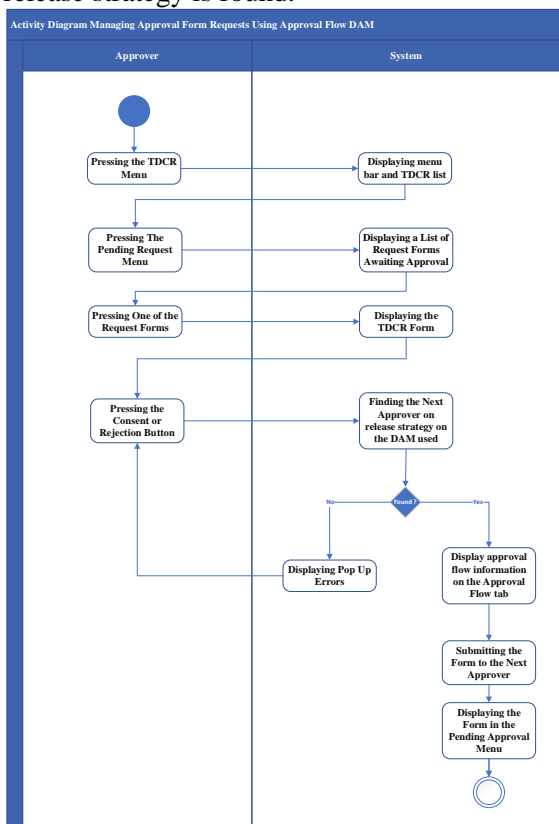 release strategy is found.
Activity Diagram Managing Approval Form Requests Using Approval Flow DAM
Approver
System
Pressing the TDCR
Menu
Displaying menu
bar and TDCR list
Pressing The
Pending Request
Menu
Displaying a List of
Request Forms
Awaiting Approval
Pressing One of the
Request Forms
Displaying the
TDCR Form
Pressing the
Consent or
Rejection Button
Finding the Next
Approver on
release strategy on
the DAM used
Found ?
No
Yes
Displaying Pop Up
Errors
Display approval
flow information
on the Approval
Flow tab
Submitting the
Form to the Next
Approver
Displaying the
Form in the
Pending Approval
Menu